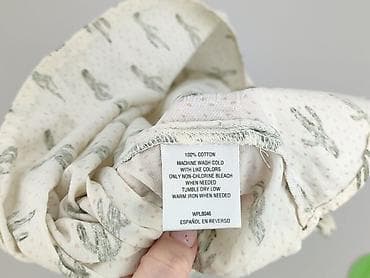 100% COTTON
MACHINE WASH COLD
WITH LIKE COLORS
ONLY NON-CHLORINE BLEACH
WHEN NEEDED
TUMBLE DRY LOW
WARM IRON WHEN NEEDED
WPL8046
ESPAÑOL EN REVERSO